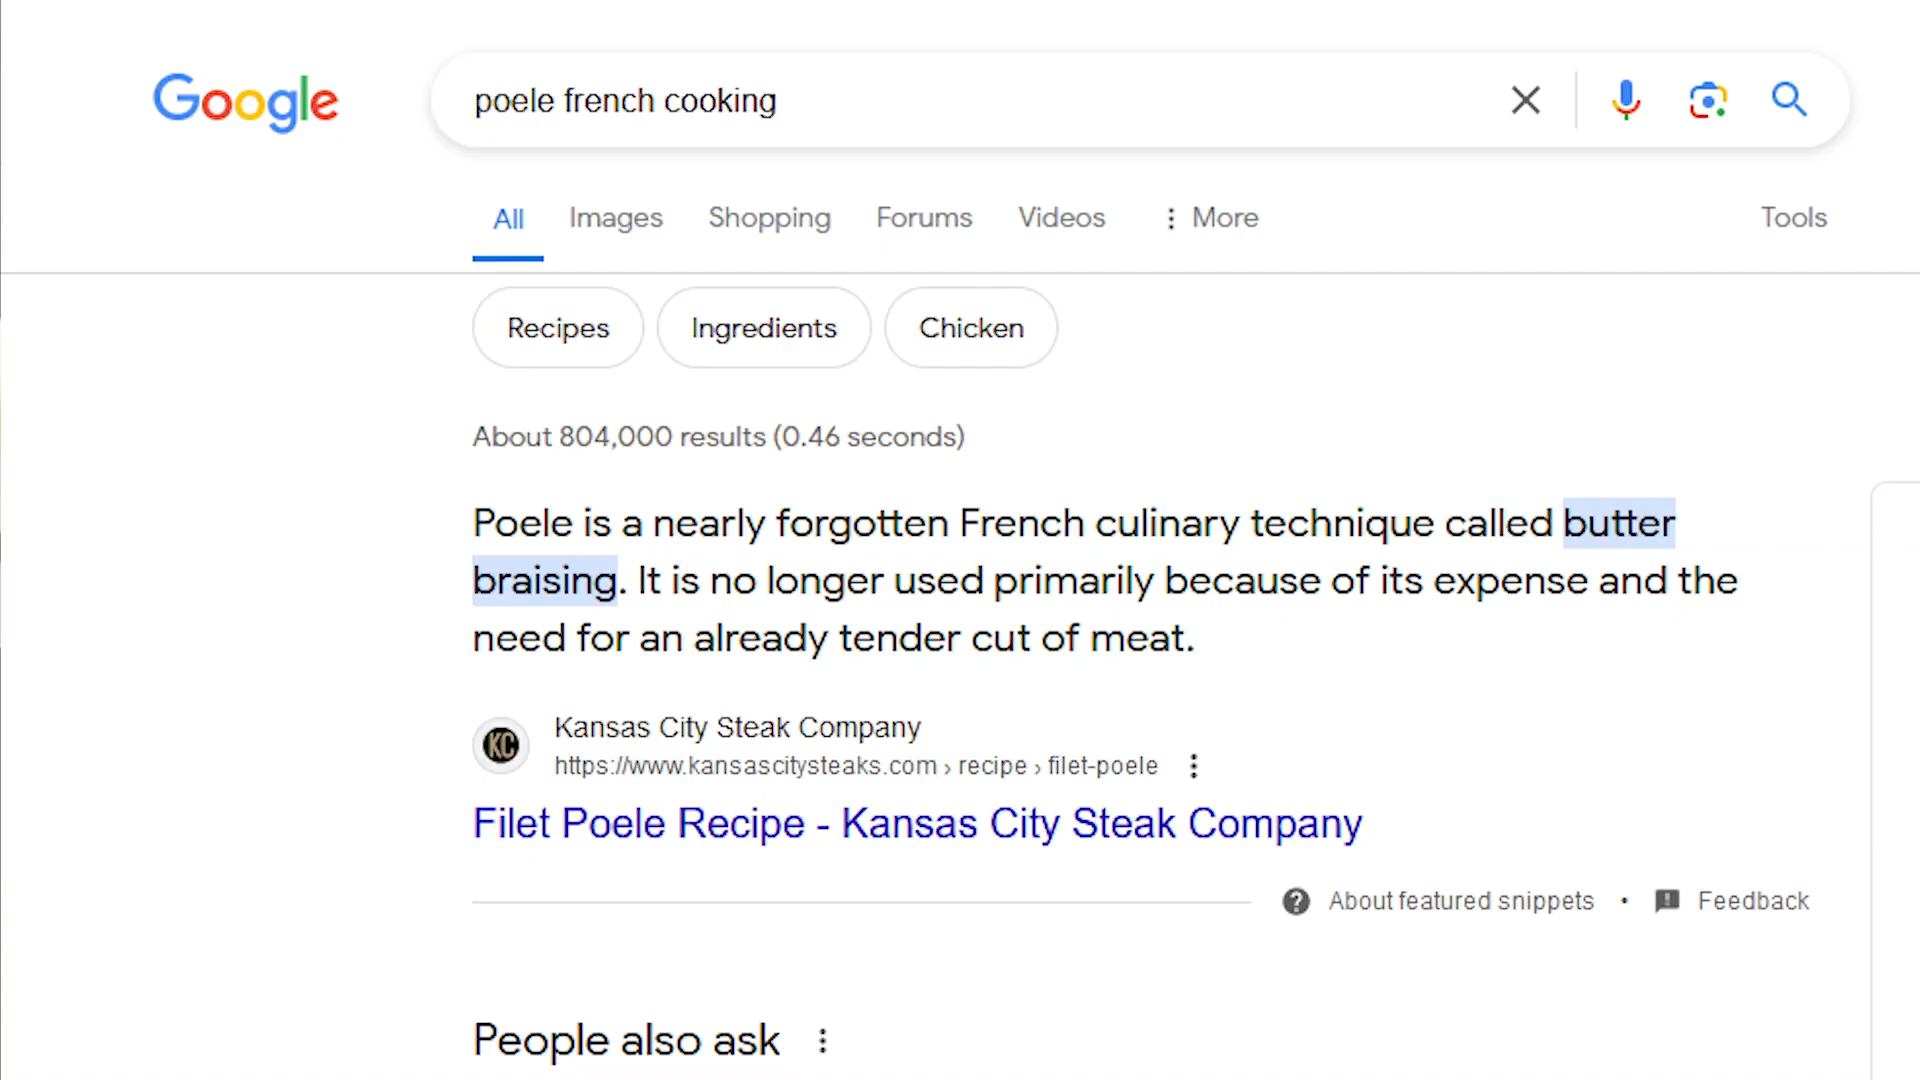 Google
poele french cooking
All Images Shopping Forums Videos More Tools
Recipes Ingredients Chicken
About 804,000 results (0.46 seconds)
Poele is a nearly forgotten French culinary technique called butter
braising. It is no longer used primarily because of its expense and the
need for an already tender cut of meat.
KC
Kansas City Steak Company
https://www.kansascitysteaks.com › recipe › filet-poele
Filet Poele Recipe - Kansas City Steak Company
About featured snippets • Feedback
People also ask